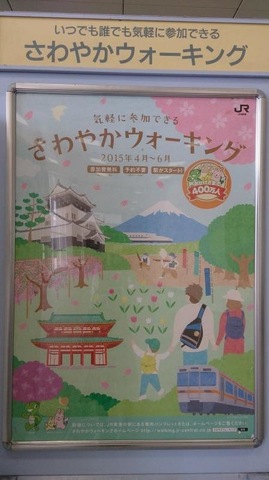 いつでも誰でも気軽に参加できる
さわやかウォーキング
JR
気軽に参加できる
さわやかウォーキング
2015年4月〜6月
参加費無料 予約不要 駅がスタート!
400万人